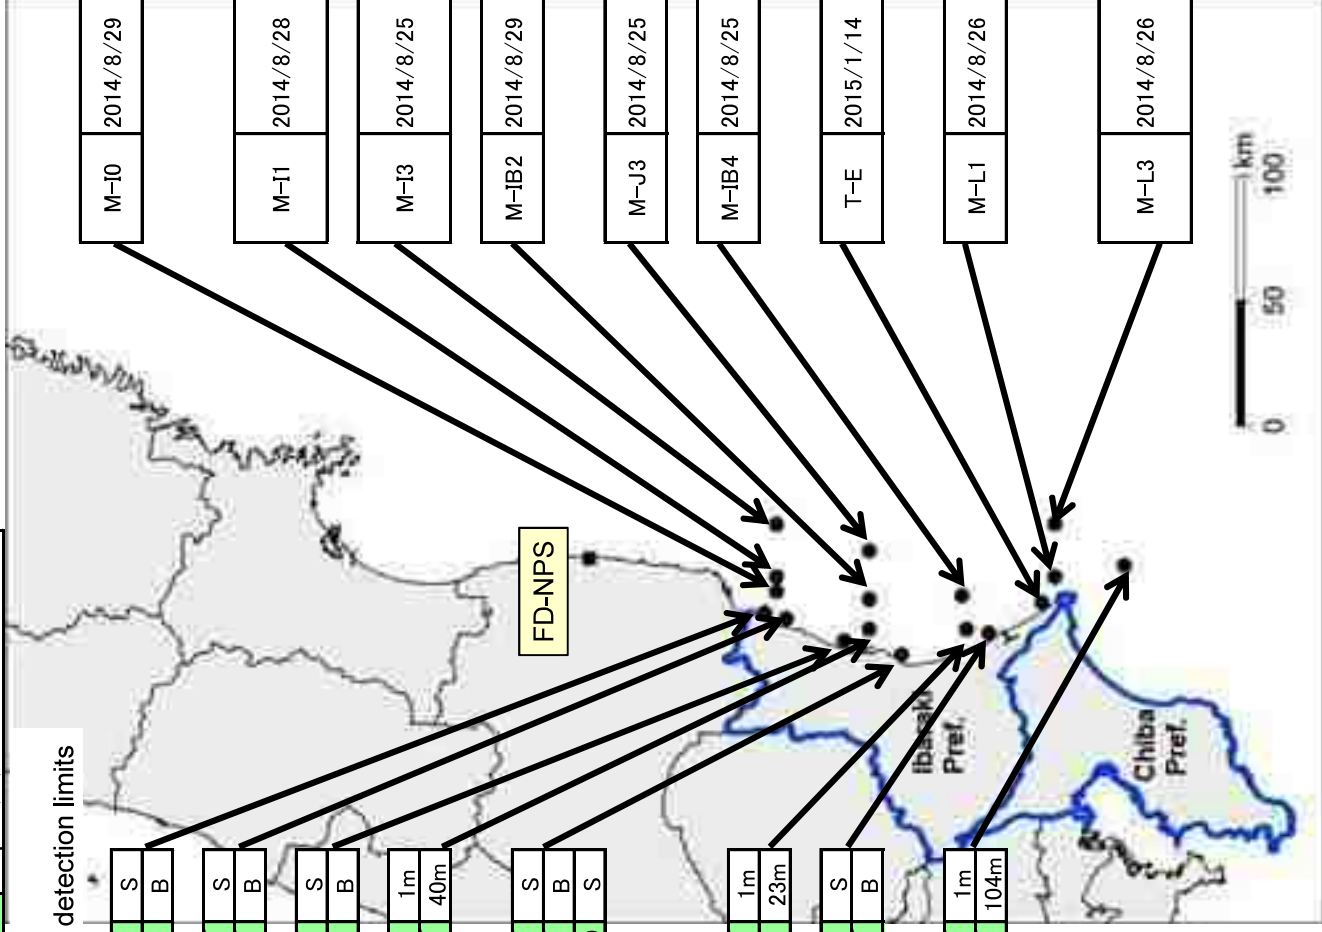 M-I0 2014/8/29
M-I1 2014/8/28
M-I3 2014/8/25
M-IB2 2014/8/29
M-J3 2014/8/25
M-IB4 2014/8/25
T-E 2015/1/14
M-L1 2014/8/26
M-L3 2014/8/26
km
0 50 100
FD-NPS
Ibaraki
Pref.
Chiba
Pref.
detection limits
S
B
S
B
S
B
1m
40m
S
B
S
1m
23m
S
B
1m
104m